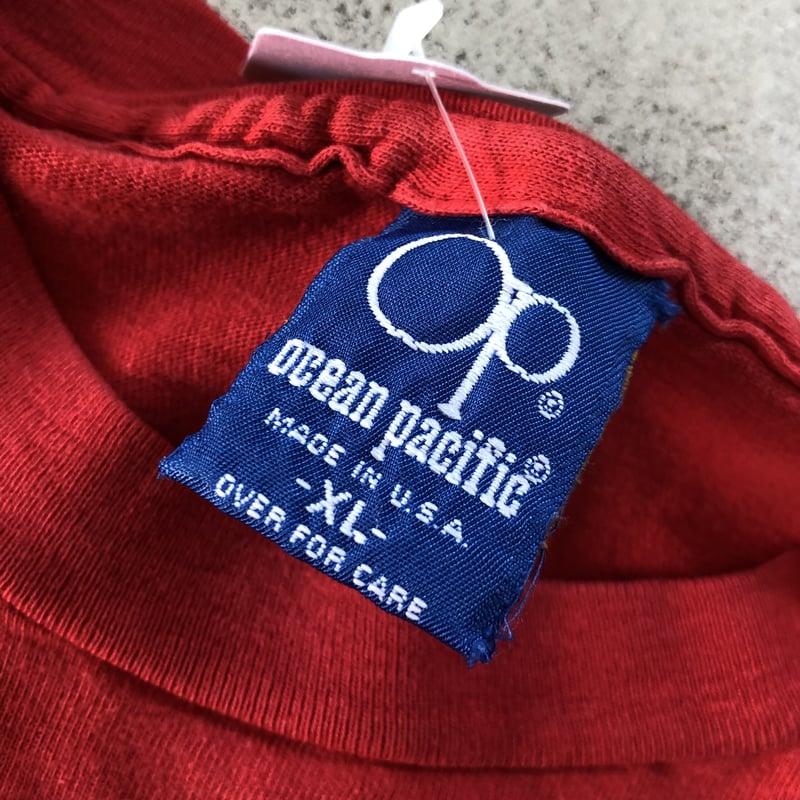 op®
ocean pacific®
MADE IN U.S.A.
-XL-
OVER FOR CARE